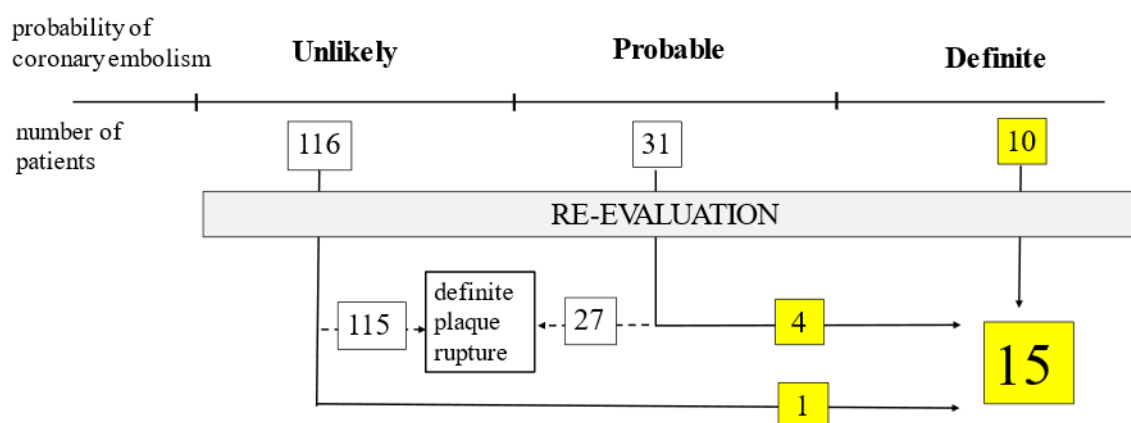 probability of
coronary embolism
Unlikely
Probable
Definite
number of
patients
116
31
10
RE-EVALUATION
115
definite
plaque
rupture
27
4
15
1